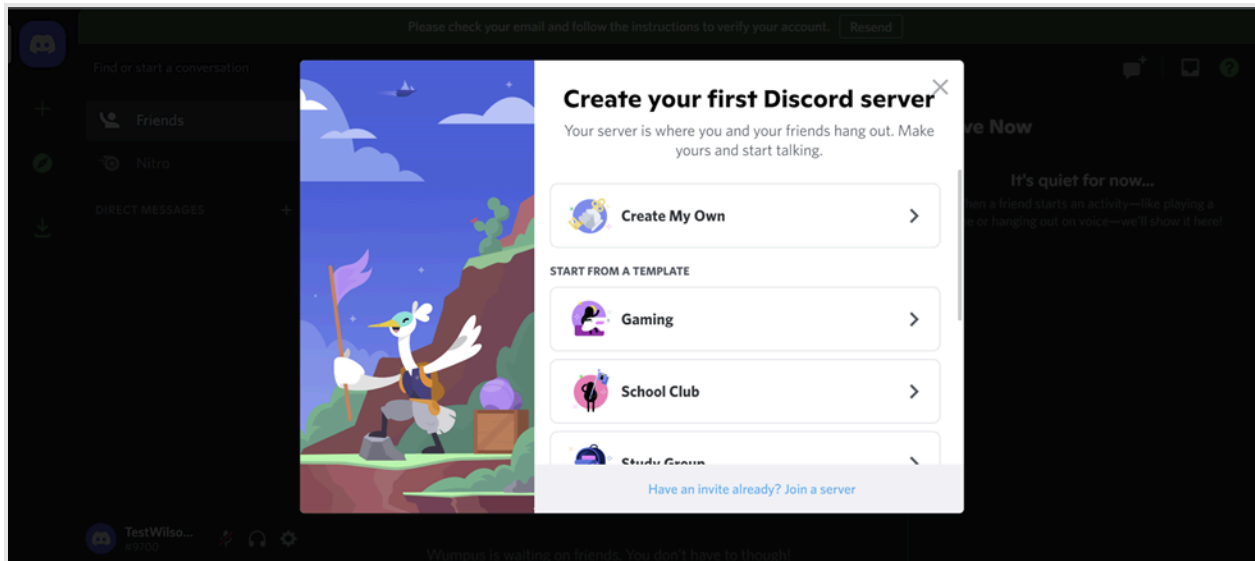 Please check your email and follow the instructions to verify your account. Resend
Find or start a conversation
Friends
Nitro
DIRECT MESSAGES +
TestWilso...
#9700
Create your first Discord server
Your server is where you and your friends hang out. Make
yours and start talking.
Create My Own
START FROM A TEMPLATE
Gaming
School Club
Study Group
Have an invite already? Join a server
ve Now
It's quiet for now...
hen a friend starts an activity—like playing a
e or hanging out on voice—we'll show it here!
Wumpus is waiting on friends. You don't have to though!